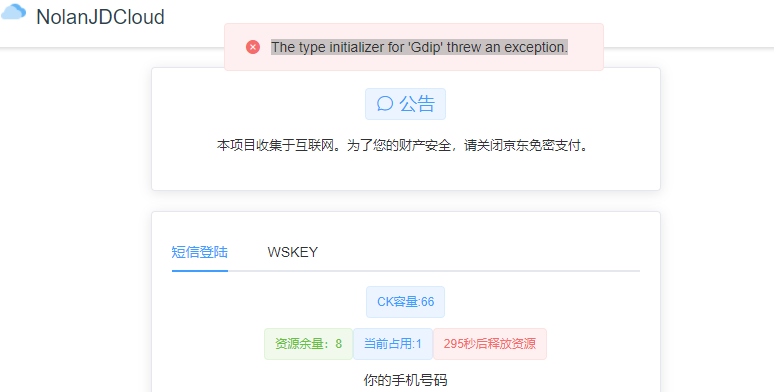 NolanJDCloud
The type initializer for 'Gdip' threw an exception.
公告
本项目收集于互联网。为了您的财产安全，请关闭京东免密支付。
短信登陆 WSKEY
CK容量:66
资源余量：8 当前占用:1 295秒后释放资源
你的手机号码